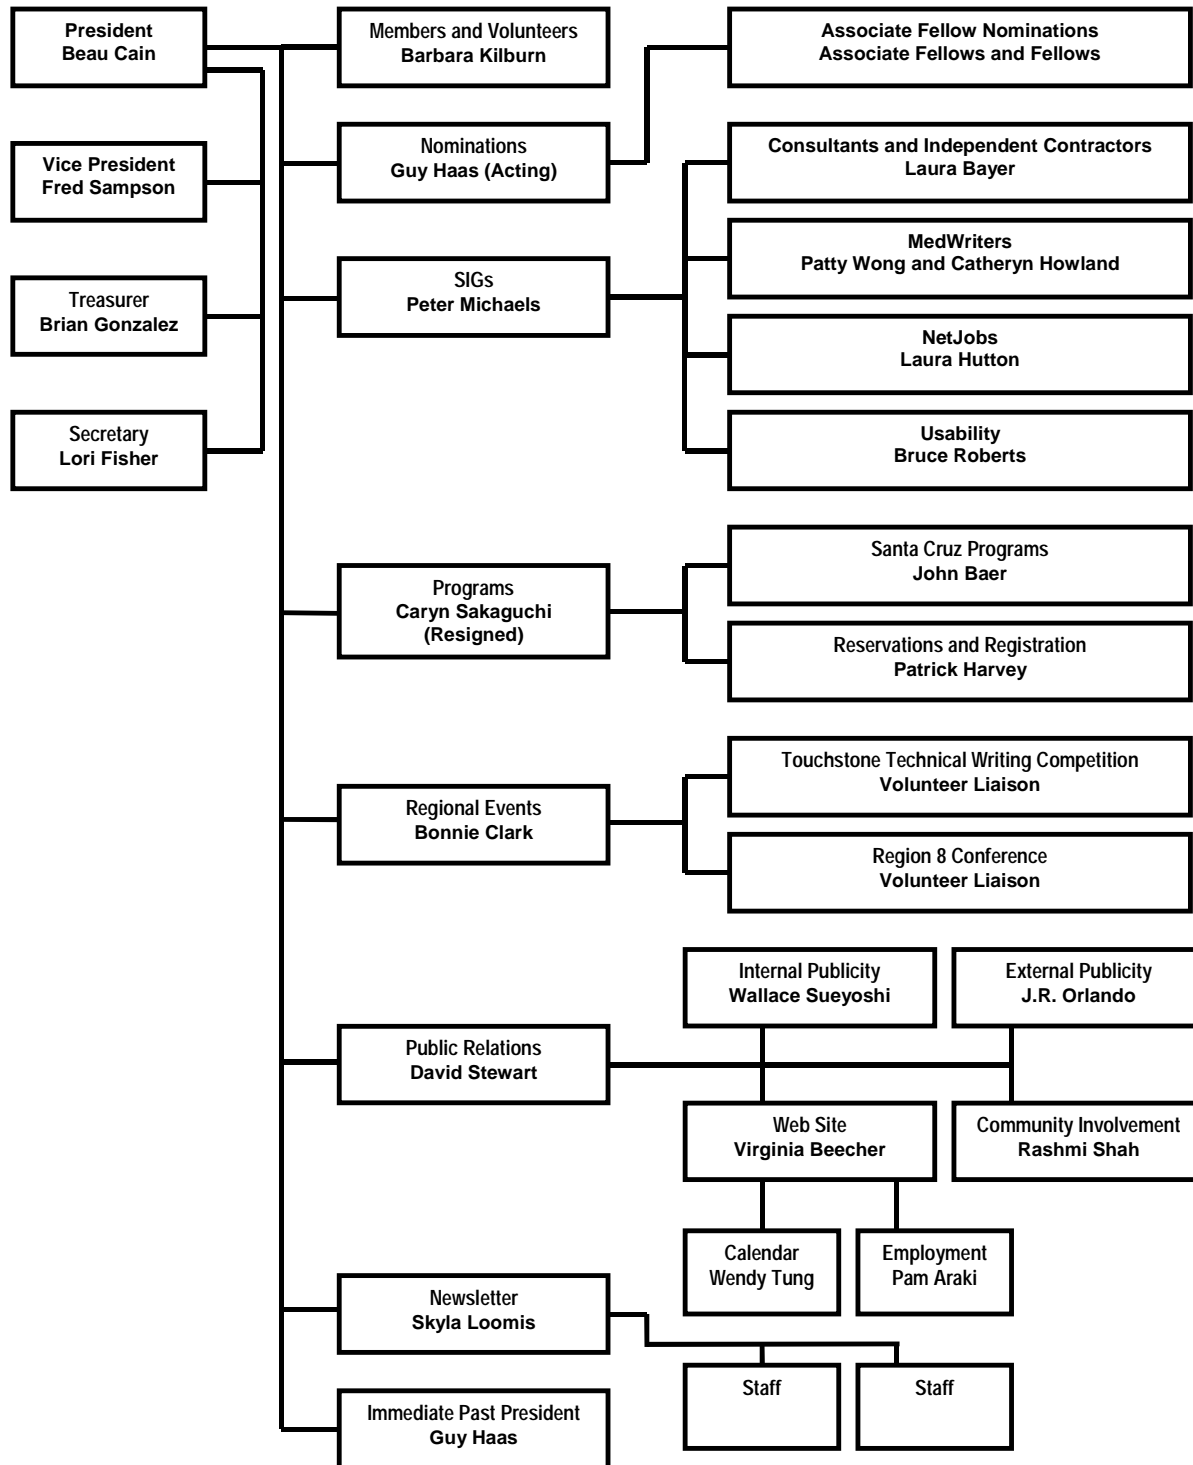 President
Beau Cain
Members and Volunteers
Barbara Kilburn
Associate Fellow Nominations
Associate Fellows and Fellows
Vice President
Fred Sampson
Nominations
Guy Haas (Acting)
Consultants and Independent Contractors
Laura Bayer
MedWriters
Patty Wong and Catheryn Howland
Treasurer
Brian Gonzalez
SIGs
Peter Michaels
NetJobs
Laura Hutton
Secretary
Lori Fisher
Usability
Bruce Roberts
Programs
Caryn Sakaguchi
(Resigned)
Santa Cruz Programs
John Baer
Reservations and Registration
Patrick Harvey
Regional Events
Bonnie Clark
Touchstone Technical Writing Competition
Volunteer Liaison
Region 8 Conference
Volunteer Liaison
Internal Publicity
Wallace Sueyoshi
External Publicity
J.R. Orlando
Public Relations
David Stewart
Web Site
Virginia Beecher
Community Involvement
Rashmi Shah
Calendar
Wendy Tung
Employment
Pam Araki
Newsletter
Skyla Loomis
Staff
Staff
Immediate Past President
Guy Haas